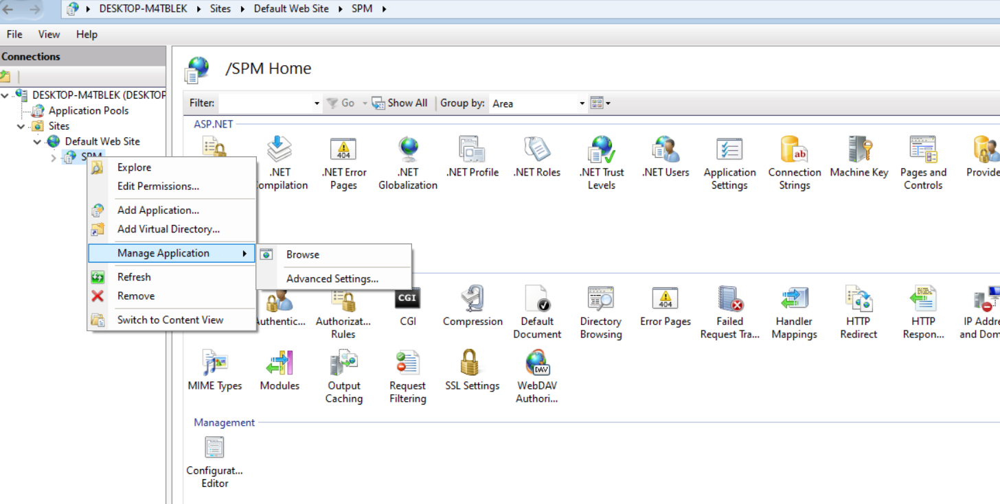 DESKTOP-M4TBLEK Sites Default Web Site SPM
File View Help
Connections
DESKTOP-M4TBLEK (DESKTOP
Application Pools
Sites
Default Web Site
SPM
Explore
Edit Permissions...
Add Application...
Add Virtual Directory...
Manage Application
Refresh
Remove
Switch to Content View
Browse
Advanced Settings...
/SPM Home
Filter: Go Show All Group by: Area
ASP.NET
.NET
Compilation
.NET Error
Pages
.NET
Globalization
.NET Profile
.NET Roles
.NET Trust
Levels
.NET Users
Application
Settings
Connection
Strings
Machine Key
Pages and
Controls
Provide
Authentic...
Authorizat...
Rules
CGI
Compression
Default
Document
Directory
Browsing
Error Pages
Failed
Request Tra...
Handler
Mappings
HTTP
Redirect
HTTP
Respon...
IP Addre
and Dom
MIME Types
Modules
Output
Caching
Request
Filtering
SSL Settings
WebDAV
Authori...
Management
Configurat...
Editor